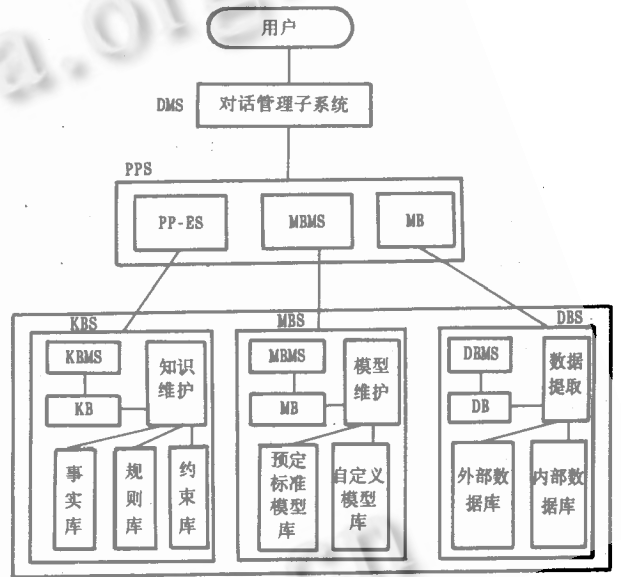 a.org
用户
DMS
对话管理子系统
PPS
PP-ES
MBMS
MB
KBS
MBS
DBS
KBMS
知识
维护
KB
MBMS
模型
维护
MB
DBMS
数据
提取
DB
事
实
库
规
则
库
约
束
库
预定
标准
模型
库
自定义
模型
库
外部数
据库
内部数
据库